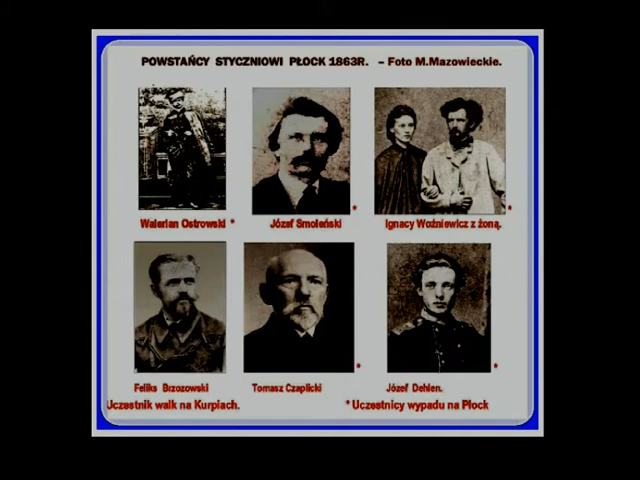 POWSTAŃCY STYCZNIOWI PŁOCK 1863R. – Foto M.Mazowieckie.
Walerian Ostrowski *
Józef Smoleński *
Ignacy Woźniewicz z żoną. *
Feliks Brzozowski
Tomasz Czaplicki *
Józef Dehlen. *
Uczestnik walk na Kurpiach.
* Uczestnicy wypadu na Płock